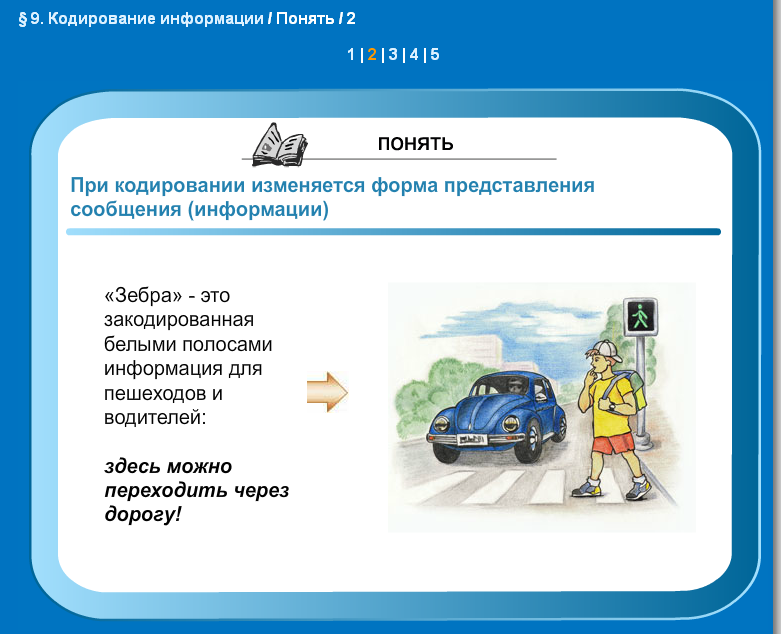 § 9. Кодирование информации / Понять / 2
1 | 2 | 3 | 4 | 5
ПОНЯТЬ
При кодировании изменяется форма представления
сообщения (информации)
«Зебра» - это
закодированная
белыми полосами
информация для
пешеходов и
водителей:
здесь можно
переходить через
дорогу!